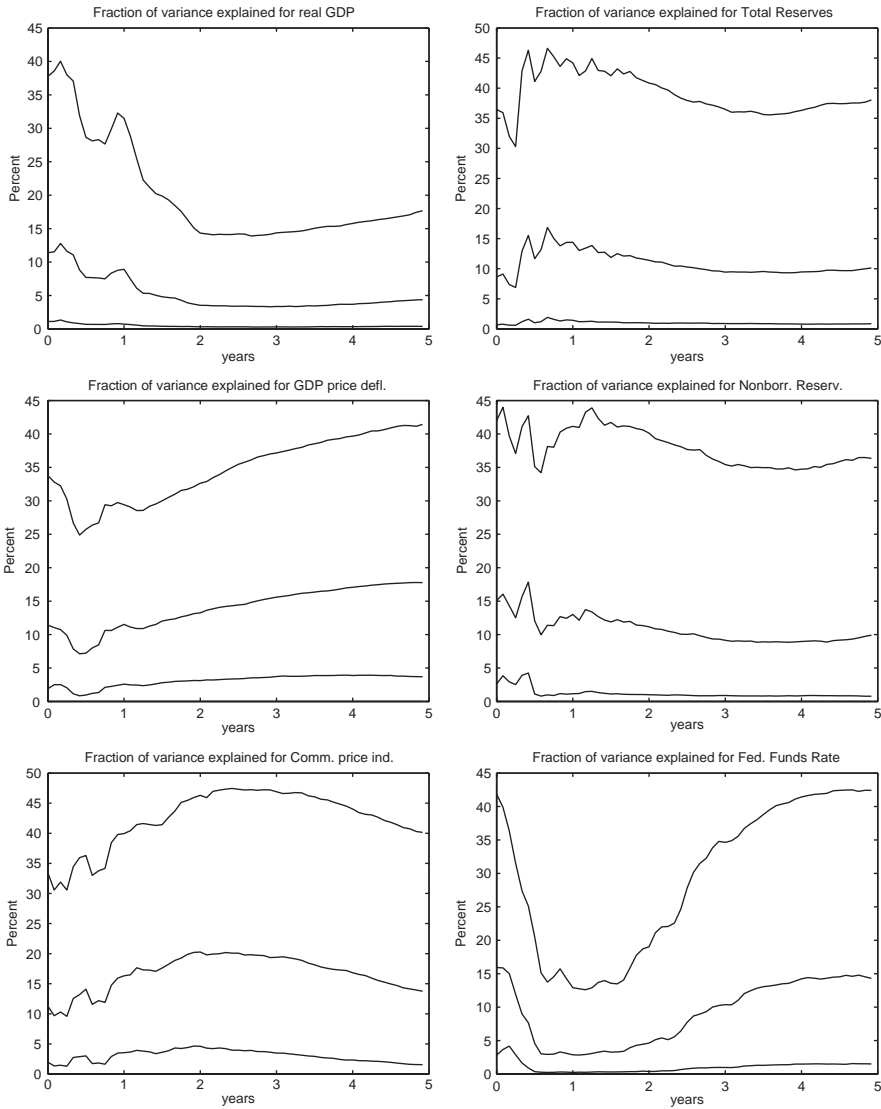 Fraction of variance explained for real GDP
45
40
35
30
25
20
15
10
5
0
Percent
0 1 2 3 4 5
years
Fraction of variance explained for Total Reserves
50
45
40
35
30
25
20
15
10
5
0
Percent
0 1 2 3 4 5
years
Fraction of variance explained for GDP price defl.
45
40
35
30
25
20
15
10
5
0
Percent
0 1 2 3 4 5
years
Fraction of variance explained for Nonborr. Reserv.
45
40
35
30
25
20
15
10
5
0
Percent
0 1 2 3 4 5
years
Fraction of variance explained for Comm. price ind.
50
45
40
35
30
25
20
15
10
5
0
Percent
0 1 2 3 4 5
years
Fraction of variance explained for Fed. Funds Rate
45
40
35
30
25
20
15
10
5
0
Percent
0 1 2 3 4 5
years